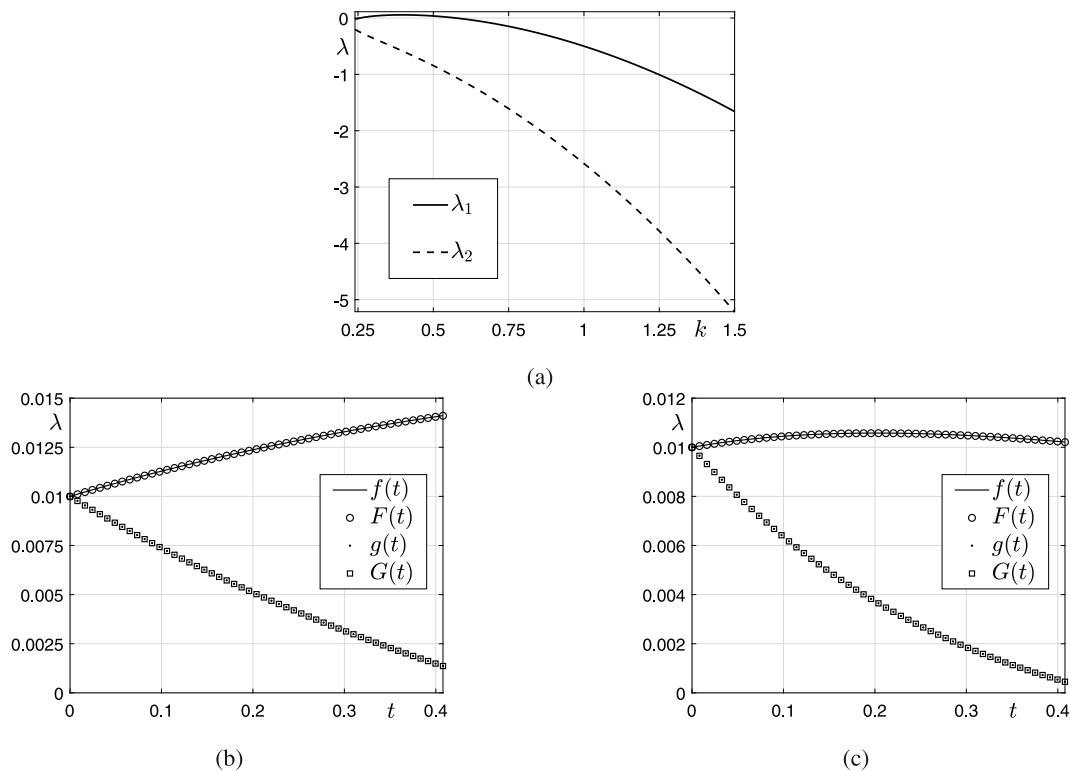 0
λ
-1
-2
-3
-4
-5
λ₁
λ₂
0.25 0.5 0.75 1 1.25 k 1.5
(a)
0.015
λ
0.0125
0.01
0.0075
0.005
0.0025
0
f(t)
F(t)
g(t)
G(t)
0 0.1 0.2 0.3 t 0.4
(b)
0.012
λ
0.01
0.008
0.006
0.004
0.002
0
f(t)
F(t)
g(t)
G(t)
0 0.1 0.2 0.3 t 0.4
(c)